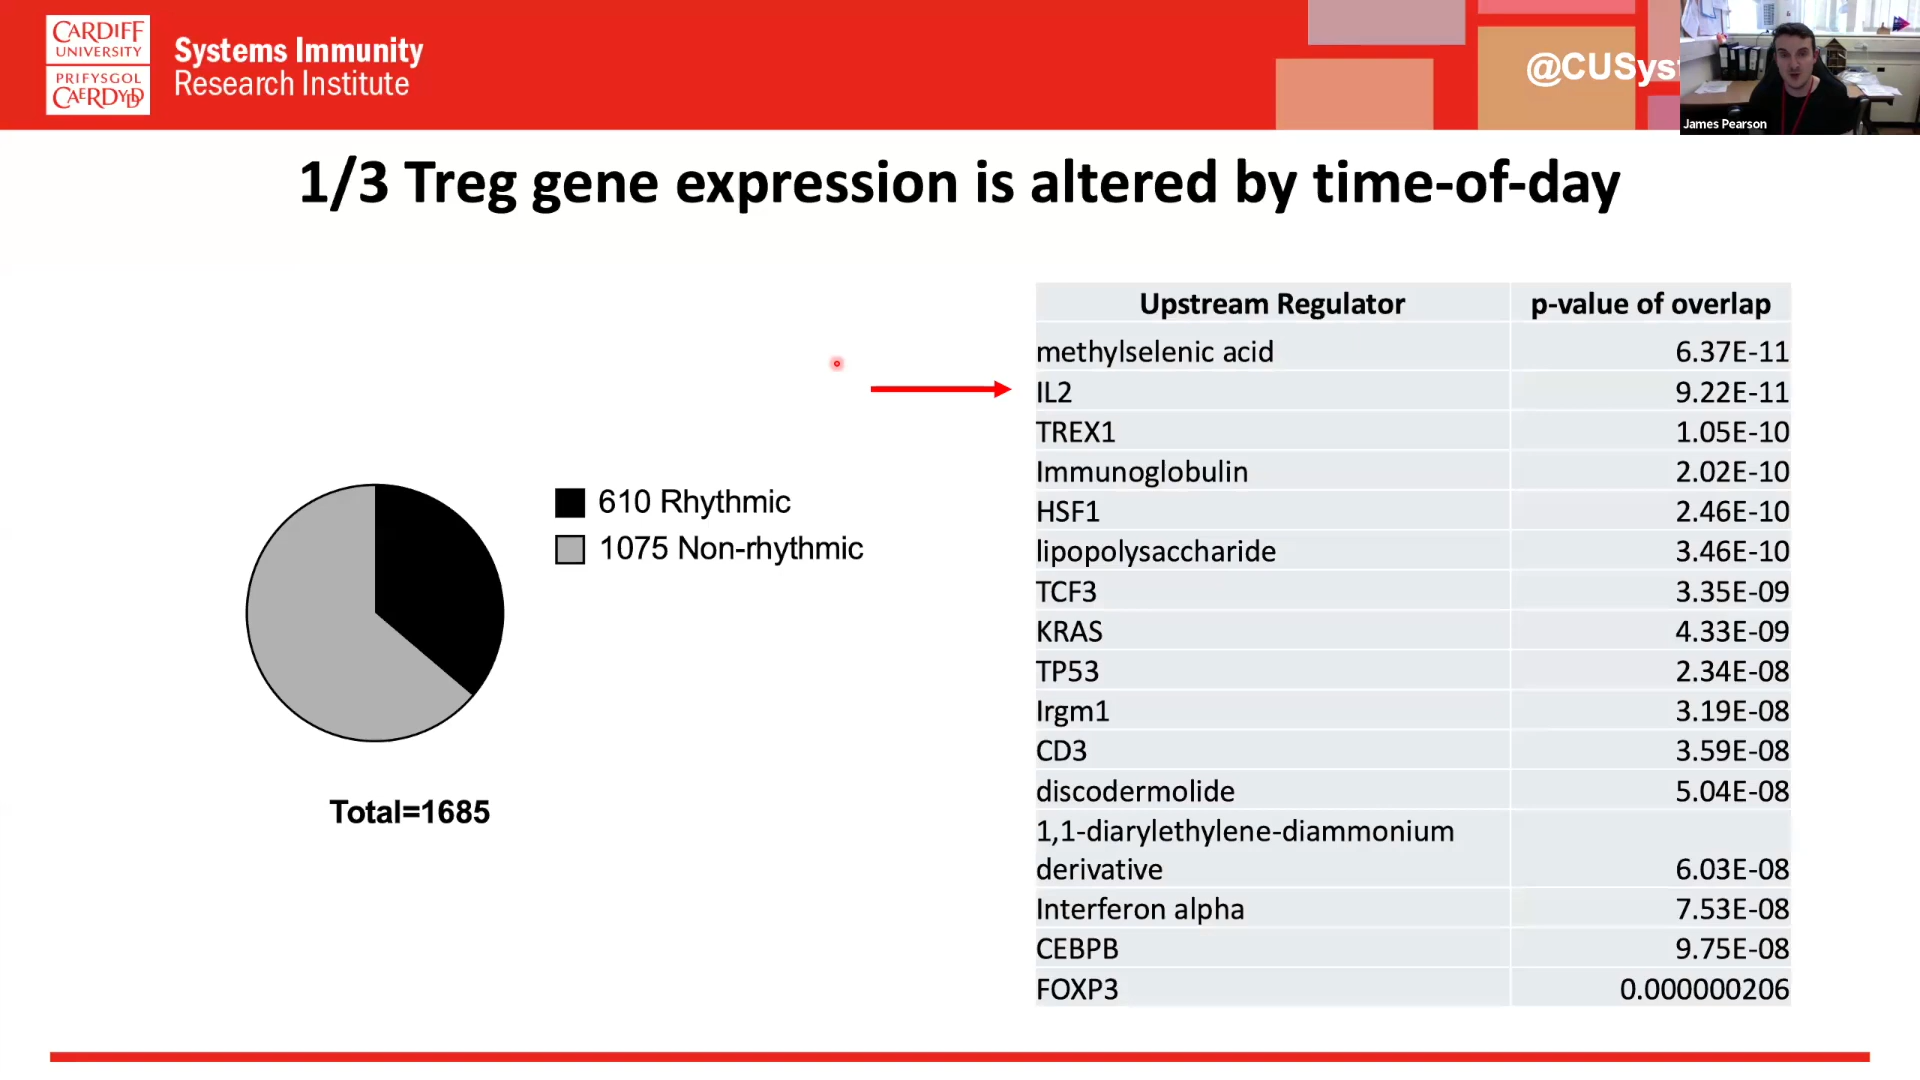 CARDIFF
UNIVERSITY
PRIFYSGOL
CAERDYDD
Systems Immunity
Research Institute
@CUSys
James Pearson
1/3 Treg gene expression is altered by time-of-day
610 Rhythmic
1075 Non-rhythmic
Total=1685
Upstream Regulator p-value of overlap
methylselenic acid 6.37E-11
IL2 9.22E-11
TREX1 1.05E-10
Immunoglobulin 2.02E-10
HSF1 2.46E-10
lipopolysaccharide 3.46E-10
TCF3 3.35E-09
KRAS 4.33E-09
TP53 2.34E-08
Irgm1 3.19E-08
CD3 3.59E-08
discodermolide 5.04E-08
1,1-diarylethylene-diammonium
derivative 6.03E-08
Interferon alpha 7.53E-08
CEBPB 9.75E-08
FOXP3 0.000000206